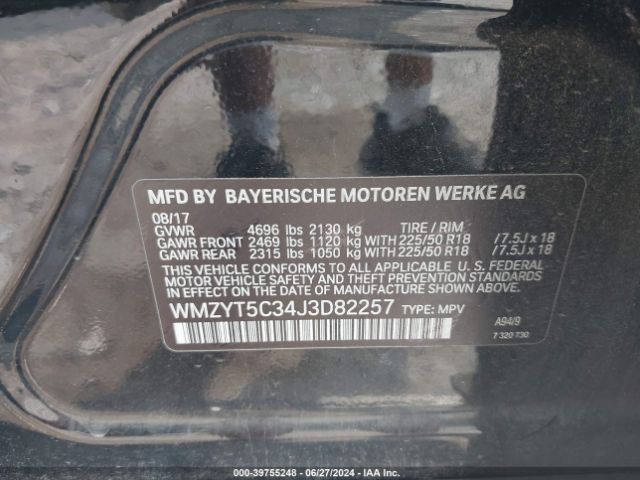 MFD BY BAYERISCHE MOTOREN WERKE AG
08/17
GVWR 4696 lbs 2130 kg TIRE / RIM
GAWR FRONT 2469 lbs 1120 kg WITH 225/50 R18 /7.5J x 18
GAWR REAR 2315 lbs 1050 kg WITH 225/50 R18 /7.5J x 18
THIS VEHICLE CONFORMS TO ALL APPLICABLE U. S. FEDERAL
MOTOR VEHICLE SAFETY AND THEFT PREVENTION STANDARDS
IN EFFECT ON THE DATE OF MANUFACTURE SHOWN ABOVE.
WMZYT5C34J3D82257 TYPE: MPV
A94/9
7 320 730
000-39755248 | 06/27/2024 | IAA Inc.